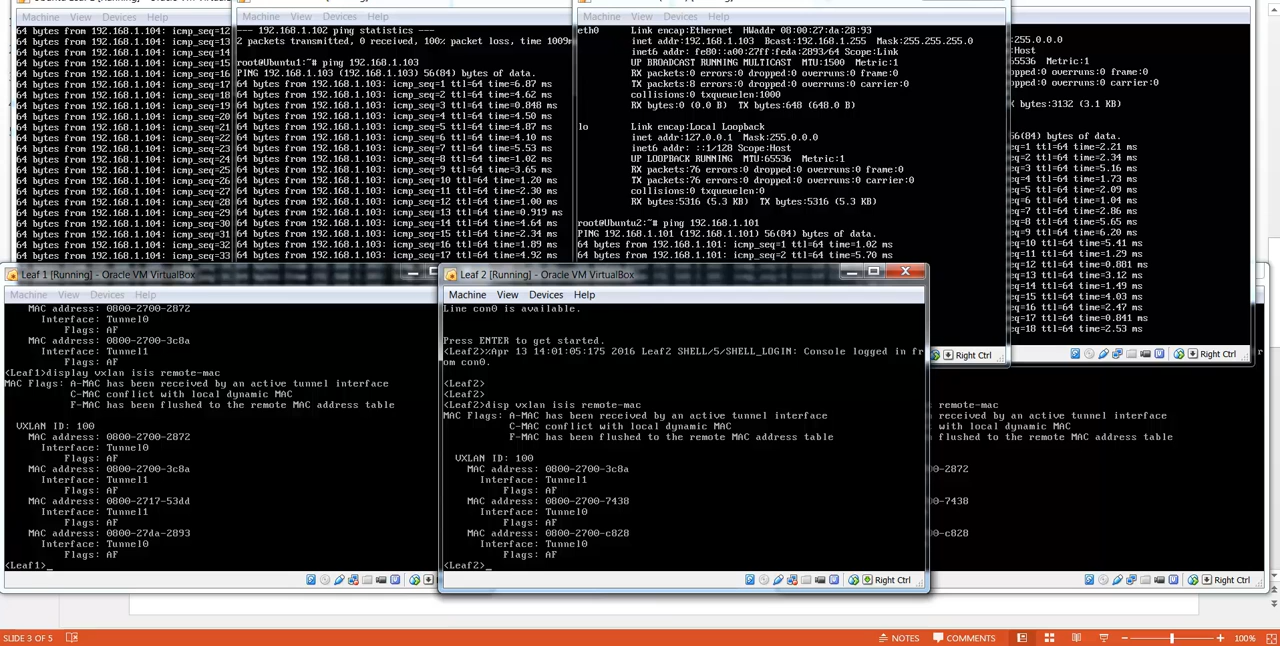 Machine View Devices Help
64 bytes from 192.168.1.104: icmp_seq=12
64 bytes from 192.168.1.104: icmp_seq=13
64 bytes from 192.168.1.104: icmp_seq=14
64 bytes from 192.168.1.104: icmp_seq=15
64 bytes from 192.168.1.104: icmp_seq=16
64 bytes from 192.168.1.104: icmp_seq=17
64 bytes from 192.168.1.104: icmp_seq=18
64 bytes from 192.168.1.104: icmp_seq=19
64 bytes from 192.168.1.104: icmp_seq=20
64 bytes from 192.168.1.104: icmp_seq=21
64 bytes from 192.168.1.104: icmp_seq=22
64 bytes from 192.168.1.104: icmp_seq=23
64 bytes from 192.168.1.104: icmp_seq=24
64 bytes from 192.168.1.104: icmp_seq=25
64 bytes from 192.168.1.104: icmp_seq=26
64 bytes from 192.168.1.104: icmp_seq=27
64 bytes from 192.168.1.104: icmp_seq=28
64 bytes from 192.168.1.104: icmp_seq=29
64 bytes from 192.168.1.104: icmp_seq=30
64 bytes from 192.168.1.104: icmp_seq=31
64 bytes from 192.168.1.104: icmp_seq=32
64 bytes from 192.168.1.104: icmp_seq=33
Machine View Devices Help
--- 192.168.1.102 ping statistics ---
2 packets transmitted, 0 received, 100% packet loss, time 1009m
root@Ubuntu1:~# ping 192.168.1.103
PING 192.168.1.103 (192.168.1.103) 56(84) bytes of data.
64 bytes from 192.168.1.103: icmp_seq=1 ttl=64 time=6.87 ms
64 bytes from 192.168.1.103: icmp_seq=2 ttl=64 time=4.62 ms
64 bytes from 192.168.1.103: icmp_seq=3 ttl=64 time=0.848 ms
64 bytes from 192.168.1.103: icmp_seq=4 ttl=64 time=4.50 ms
64 bytes from 192.168.1.103: icmp_seq=5 ttl=64 time=4.87 ms
64 bytes from 192.168.1.103: icmp_seq=6 ttl=64 time=4.10 ms
64 bytes from 192.168.1.103: icmp_seq=7 ttl=64 time=5.53 ms
64 bytes from 192.168.1.103: icmp_seq=8 ttl=64 time=1.02 ms
64 bytes from 192.168.1.103: icmp_seq=9 ttl=64 time=3.65 ms
64 bytes from 192.168.1.103: icmp_seq=10 ttl=64 time=1.20 ms
64 bytes from 192.168.1.103: icmp_seq=11 ttl=64 time=2.30 ms
64 bytes from 192.168.1.103: icmp_seq=12 ttl=64 time=1.00 ms
64 bytes from 192.168.1.103: icmp_seq=13 ttl=64 time=0.919 ms
64 bytes from 192.168.1.103: icmp_seq=14 ttl=64 time=4.64 ms
64 bytes from 192.168.1.103: icmp_seq=15 ttl=64 time=2.34 ms
64 bytes from 192.168.1.103: icmp_seq=16 ttl=64 time=1.89 ms
64 bytes from 192.168.1.103: icmp_seq=17 ttl=64 time=4.92 ms
Machine View Devices Help
eth0 Link encap:Ethernet HWaddr 08:00:27:da:28:93
inet addr:192.168.1.103 Bcast:192.168.1.255 Mask:255.255.255.0
inet6 addr: fe80::a00:27ff:feda:2893/64 Scope:Link
UP BROADCAST RUNNING MULTICAST MTU:1500 Metric:1
RX packets:0 errors:0 dropped:0 overruns:0 frame:0
TX packets:8 errors:0 dropped:0 overruns:0 carrier:0
collisions:0 txqueuelen:1000
RX bytes:0 (0.0 B) TX bytes:648 (648.0 B)
lo Link encap:Local Loopback
inet addr:127.0.0.1 Mask:255.0.0.0
inet6 addr: ::1/128 Scope:Host
UP LOOPBACK RUNNING MTU:65536 Metric:1
RX packets:76 errors:0 dropped:0 overruns:0 frame:0
TX packets:76 errors:0 dropped:0 overruns:0 carrier:0
collisions:0 txqueuelen:0
RX bytes:5316 (5.3 KB) TX bytes:5316 (5.3 KB)
root@Ubuntu2:~# ping 192.168.1.101
PING 192.168.1.101 (192.168.1.101) 56(84) bytes of data.
64 bytes from 192.168.1.101: icmp_seq=1 ttl=64 time=1.02 ms
64 bytes from 192.168.1.101: icmp_seq=2 ttl=64 time=5.70 ms
Right Ctrl
:255.0.0.0
:Host
65536 Metric:1
opped:0 overruns:0 frame:0
opped:0 overruns:0 carrier:0
X bytes:3132 (3.1 KB)
56(84) bytes of data.
eq=1 ttl=64 time=2.21 ms
eq=2 ttl=64 time=2.34 ms
eq=3 ttl=64 time=5.16 ms
eq=4 ttl=64 time=1.73 ms
eq=5 ttl=64 time=2.09 ms
eq=6 ttl=64 time=1.04 ms
eq=7 ttl=64 time=2.86 ms
eq=8 ttl=64 time=5.65 ms
eq=9 ttl=64 time=6.20 ms
eq=10 ttl=64 time=5.41 ms
eq=11 ttl=64 time=1.29 ms
eq=12 ttl=64 time=0.881 ms
eq=13 ttl=64 time=3.12 ms
eq=14 ttl=64 time=1.49 ms
eq=15 ttl=64 time=4.03 ms
eq=16 ttl=64 time=2.47 ms
eq=17 ttl=64 time=0.841 ms
eq=18 ttl=64 time=2.53 ms
Right Ctrl
Leaf 1 [Running] - Oracle VM VirtualBox
Machine View Devices Help
MAC address: 0800-2700-2872
Interface: Tunnel0
Flags: AF
MAC address: 0800-2700-3c8a
Interface: Tunnel1
Flags: AF
<Leaf1>display vxlan isis remote-mac
MAC Flags: A-MAC has been received by an active tunnel interface
C-MAC conflict with local dynamic MAC
F-MAC has been flushed to the remote MAC address table
VXLAN ID: 100
MAC address: 0800-2700-2872
Interface: Tunnel0
Flags: AF
MAC address: 0800-2700-3c8a
Interface: Tunnel1
Flags: AF
MAC address: 0800-2717-53dd
Interface: Tunnel1
Flags: AF
MAC address: 0800-27da-2893
Interface: Tunnel0
Flags: AF
<Leaf1>_
Leaf 2 [Running] - Oracle VM VirtualBox
Machine View Devices Help
Line con0 is available.
Press ENTER to get started.
<Leaf2>%Apr 13 14:01:05:175 2016 Leaf2 SHELL/5/SHELL_LOGIN: Console logged in fr
om con0.
<Leaf2>
<Leaf2>
<Leaf2>disp vxlan isis remote-mac
MAC Flags: A-MAC has been received by an active tunnel interface
C-MAC conflict with local dynamic MAC
F-MAC has been flushed to the remote MAC address table
VXLAN ID: 100
MAC address: 0800-2700-3c8a
Interface: Tunnel1
Flags: AF
MAC address: 0800-2700-7438
Interface: Tunnel0
Flags: AF
MAC address: 0800-2700-c828
Interface: Tunnel0
Flags: AF
<Leaf2>_
Right Ctrl
remote-mac
received by an active tunnel interface
with local dynamic MAC
flushed to the remote MAC address table
00-2872
00-7438
00-c828
Right Ctrl
SLIDE 3 OF 5
NOTES
COMMENTS
100%